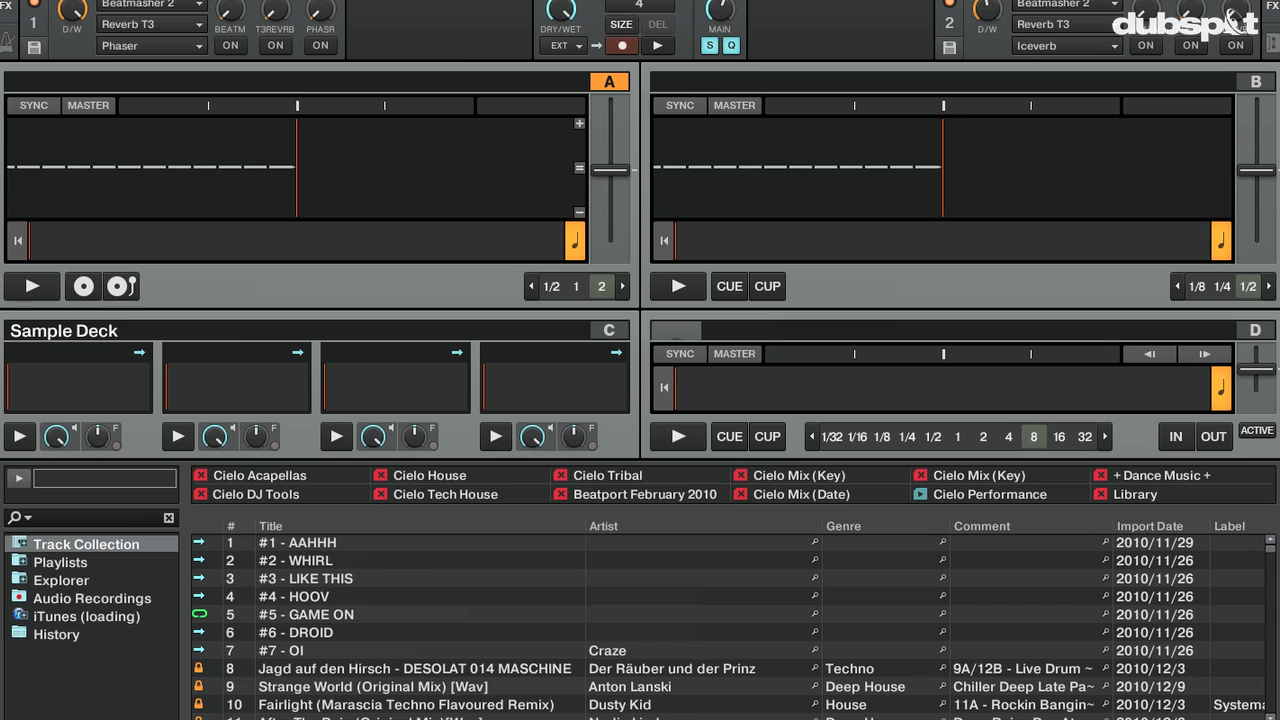 FX 1 D/W Beatmasher 2 BEATM T3REVRB PHASR
Reverb T3
Phaser ON ON ON
DRY/WET 4 SIZE DEL MAIN
EXT S Q
2 D/W Beatmasher 2 FX
Reverb T3
Iceverb ON ON ON
dubspot
A
SYNC MASTER
1/2 1 2
B
SYNC MASTER
CUE CUP 1/8 1/4 1/2
Sample Deck C
F F F F
D
SYNC MASTER
CUE CUP 1/32 1/16 1/8 1/4 1/2 1 2 4 8 16 32 IN OUT ACTIVE
Cielo Acapellas Cielo House Cielo Tribal Cielo Mix (Key) Cielo Mix (Key) + Dance Music +
Cielo DJ Tools Cielo Tech House Beatport February 2010 Cielo Mix (Date) Cielo Performance Library
Track Collection
Playlists
Explorer
Audio Recordings
iTunes (loading)
History
# Title Artist Genre Comment Import Date Label
1 #1 - AAHHH 2010/11/29
2 #2 - WHIRL 2010/11/26
3 #3 - LIKE THIS 2010/11/26
4 #4 - HOOV 2010/11/26
5 #5 - GAME ON 2010/11/26
6 #6 - DROID 2010/11/26
7 #7 - OI Craze 2010/11/26
8 Jagd auf den Hirsch - DESOLAT 014 MASCHINE Der Räuber und der Prinz Techno 9A/12B - Live Drum ~ 2010/12/3
9 Strange World (Original Mix) [Wav] Anton Lanski Deep House Chiller Deep Late Pa~ 2010/12/9
10 Fairlight (Marascia Techno Flavoured Remix) Dusty Kid House 11A - Rockin Bangin~ 2010/12/3 Systema